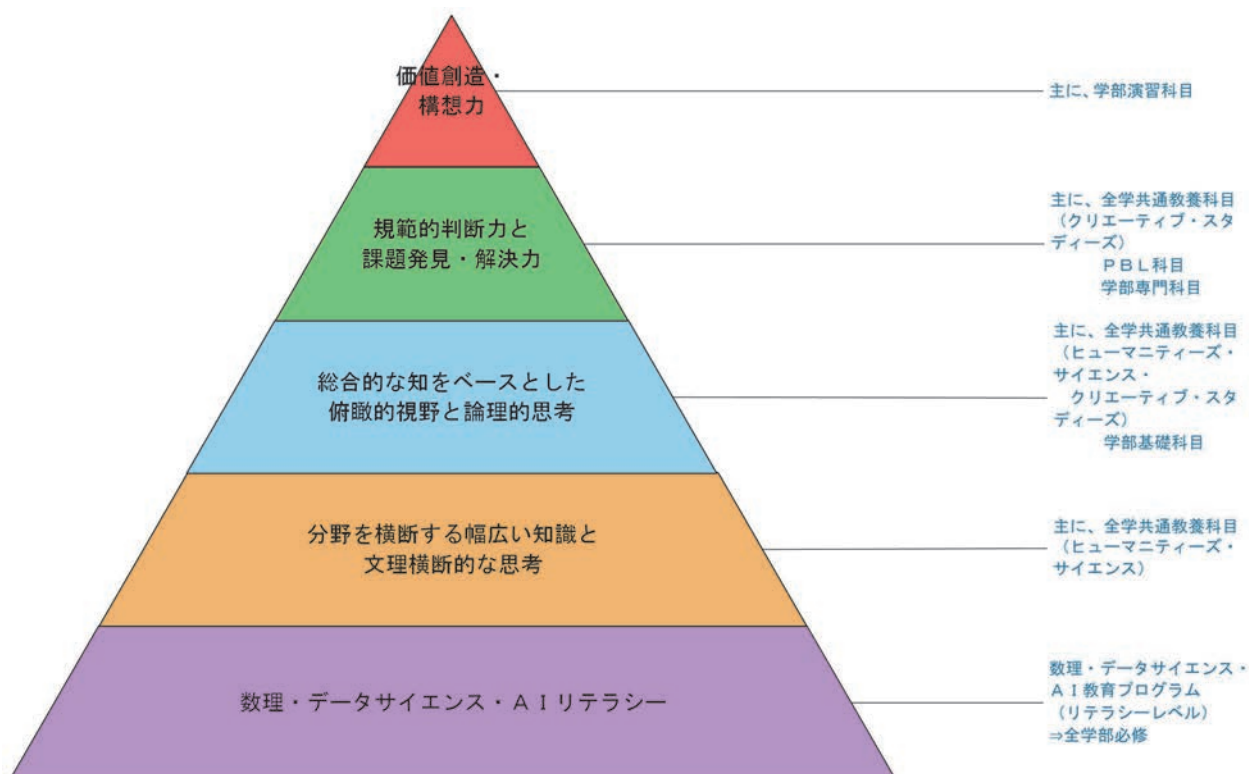 価値創造・
構想力
主に、学部演習科目
規範的判断力と
課題発見・解決力
主に、全学共通教養科目
（クリエーティブ・スタ
ディーズ）
ＰＢＬ科目
学部専門科目
総合的な知をベースとした
俯瞰的視野と論理的思考
主に、全学共通教養科目
（ヒューマニティーズ・
サイエンス・
クリエーティブ・スタ
ディーズ）
学部基礎科目
分野を横断する幅広い知識と
文理横断的な思考
主に、全学共通教養科目
（ヒューマニティーズ・
サイエンス）
数理・データサイエンス・ＡＩリテラシー
数理・データサイエンス・
ＡＩ教育プログラム
（リテラシーレベル）
⇒全学部必修